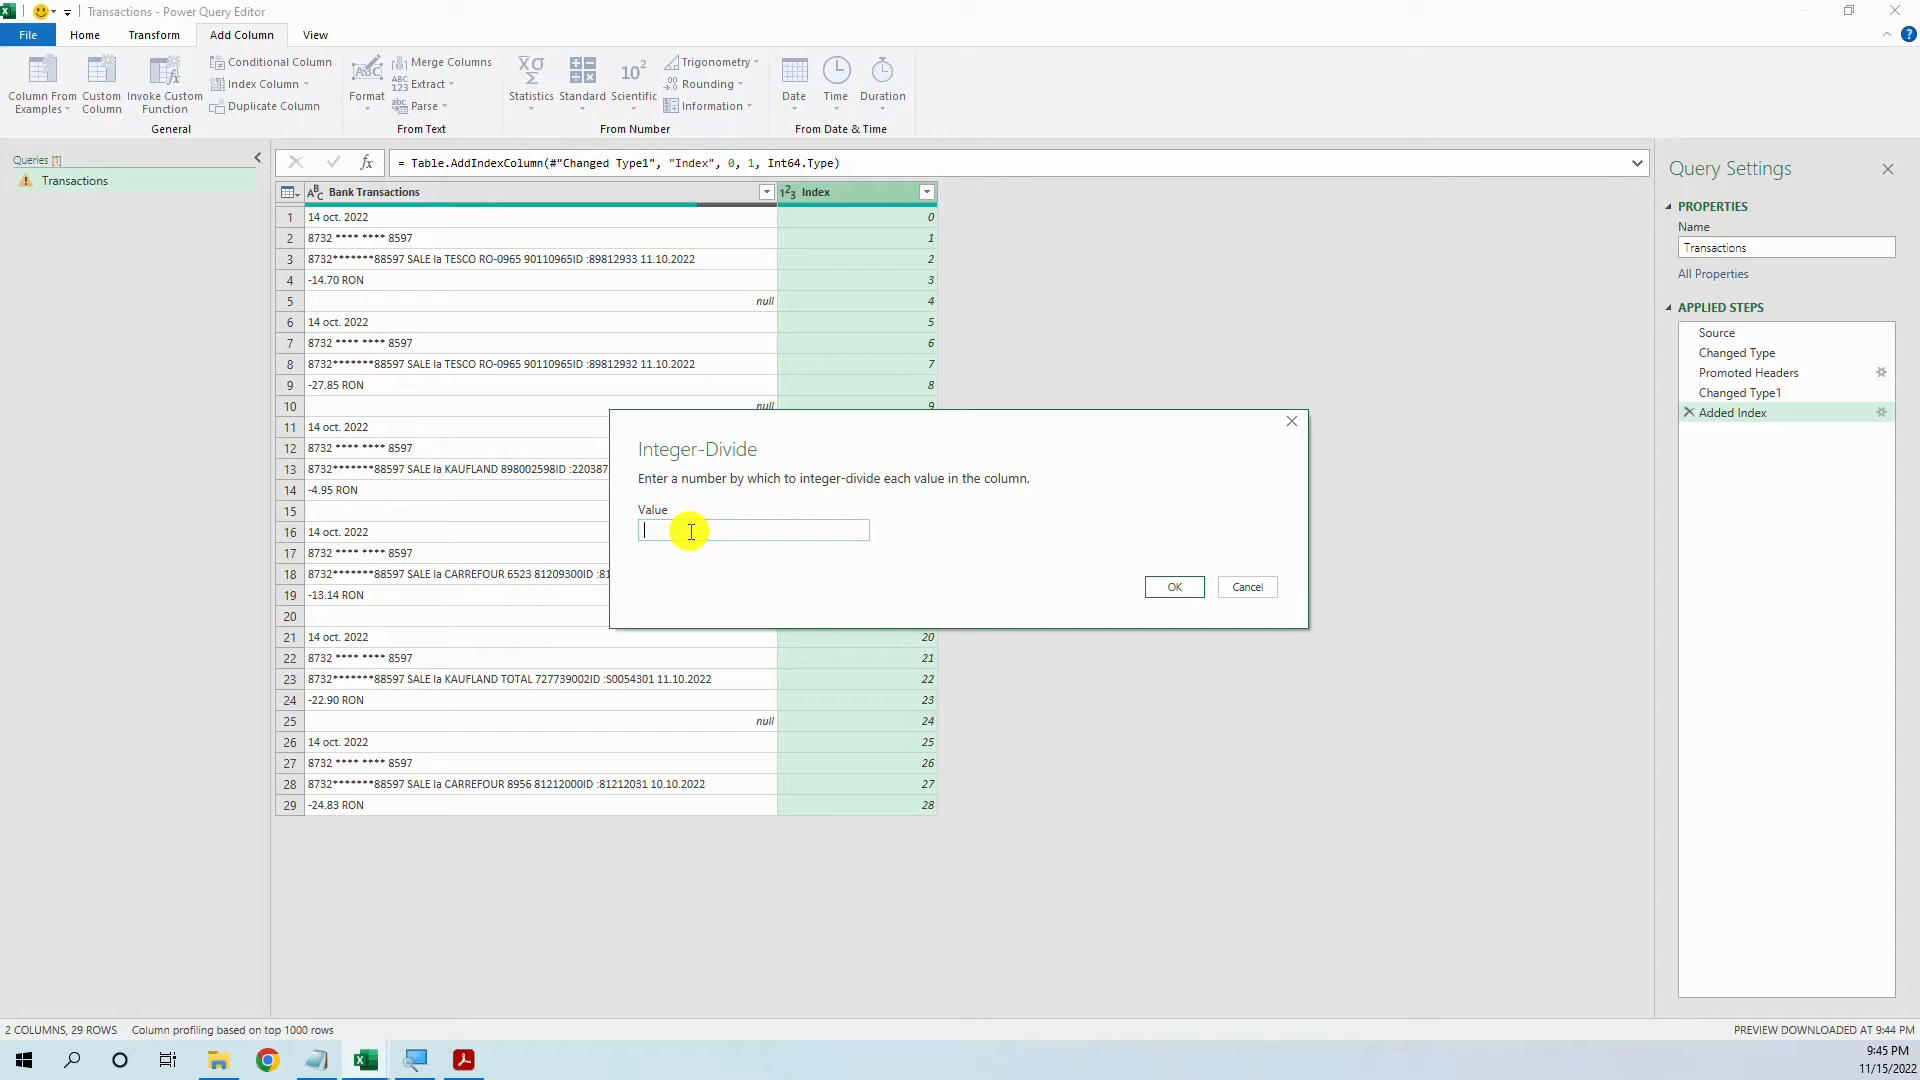 Transactions - Power Query Editor
File Home Transform Add Column View
Column From Examples
Custom Column
Invoke Custom Function
Conditional Column
Index Column
Duplicate Column
General
Format
Merge Columns
Extract
Parse
From Text
Statistics
Standard
Scientific
Trigonometry
Rounding
Information
From Number
Date
Time
Duration
From Date & Time
Queries [1]
Transactions
= Table.AddIndexColumn(#"Changed Type1", "Index", 0, 1, Int64.Type)
Bank Transactions 123 Index
1 14 oct. 2022 0
2 8732 **** **** 8597 1
3 8732*******88597 SALE la TESCO RO-0965 90110965ID :89812933 11.10.2022 2
4 -14.70 RON 3
5 null 4
6 14 oct. 2022 5
7 8732 **** **** 8597 6
8 8732*******88597 SALE la TESCO RO-0965 90110965ID :89812932 11.10.2022 7
9 -27.85 RON 8
10 null 9
11 14 oct. 2022
12 8732 **** **** 8597
13 8732*******88597 SALE la KAUFLAND 898002598ID :220387
14 -4.95 RON
15
16 14 oct. 2022
17 8732 **** **** 8597
18 8732*******88597 SALE la CARREFOUR 6523 81209300ID :81
19 -13.14 RON
20
21 14 oct. 2022 20
22 8732 **** **** 8597 21
23 8732*******88597 SALE la KAUFLAND TOTAL 727739002ID :S0054301 11.10.2022 22
24 -22.90 RON 23
25 null 24
26 14 oct. 2022 25
27 8732 **** **** 8597 26
28 8732*******88597 SALE la CARREFOUR 8956 81212000ID :81212031 10.10.2022 27
29 -24.83 RON 28
Integer-Divide
Enter a number by which to integer-divide each value in the column.
Value
OK Cancel
Query Settings
PROPERTIES
Name
Transactions
All Properties
APPLIED STEPS
Source
Changed Type
Promoted Headers
Changed Type1
Added Index
2 COLUMNS, 29 ROWS Column profiling based on top 1000 rows
PREVIEW DOWNLOADED AT 9:44 PM
9:45 PM
11/15/2022